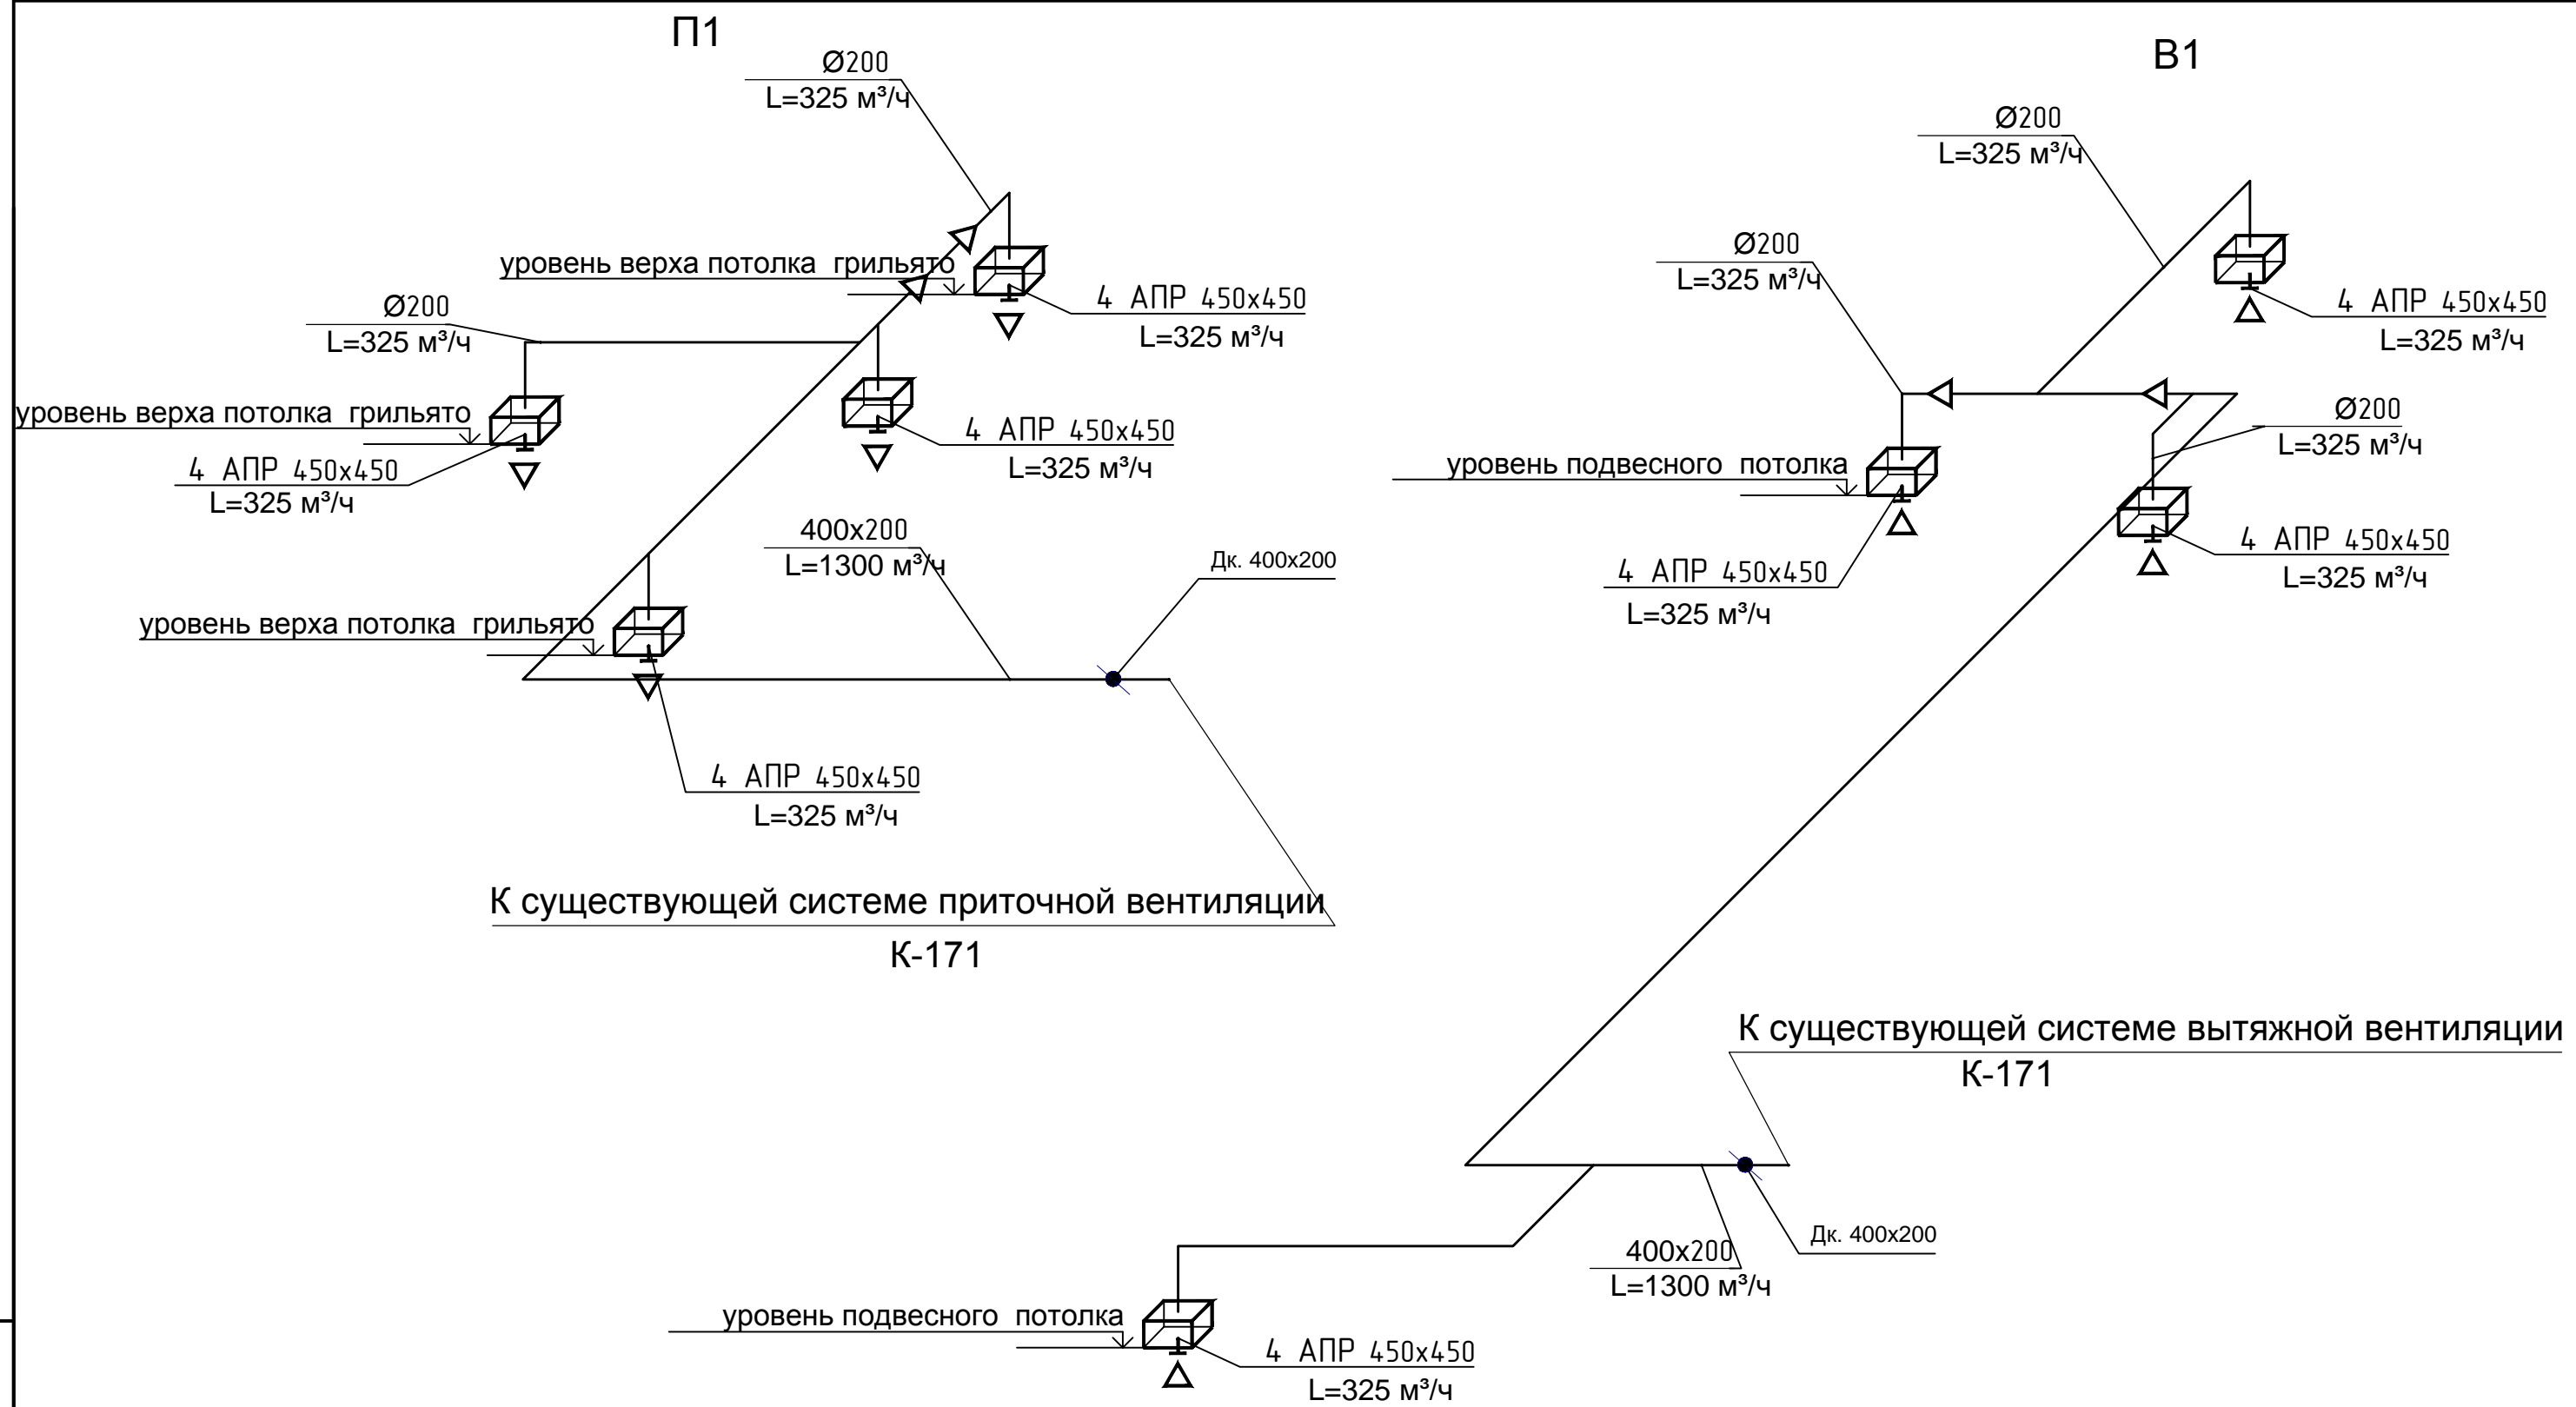 П1
Ø200
L=325 м³/ч
уровень верха потолка грильято
4 АПР 450х450
L=325 м³/ч
Ø200
L=325 м³/ч
уровень верха потолка грильято
4 АПР 450х450
L=325 м³/ч
4 АПР 450х450
L=325 м³/ч
400х200
L=1300 м³/ч
Дк. 400х200
уровень верха потолка грильято
4 АПР 450х450
L=325 м³/ч
К существующей системе приточной вентиляции
К-171
В1
Ø200
L=325 м³/ч
Ø200
L=325 м³/ч
4 АПР 450х450
L=325 м³/ч
Ø200
L=325 м³/ч
уровень подвесного потолка
4 АПР 450х450
L=325 м³/ч
4 АПР 450х450
L=325 м³/ч
К существующей системе вытяжной вентиляции
К-171
Дк. 400х200
400х200
L=1300 м³/ч
уровень подвесного потолка
4 АПР 450х450
L=325 м³/ч